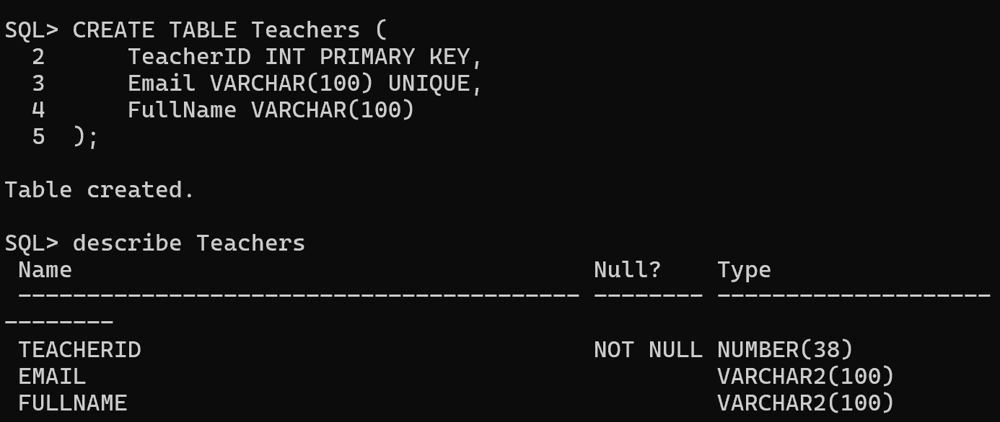 SQL> CREATE TABLE Teachers (
  2      TeacherID INT PRIMARY KEY,
  3      Email VARCHAR(100) UNIQUE,
  4      FullName VARCHAR(100)
  5  );
Table created.
SQL> describe Teachers
 Name                                      Null?    Type
 ----------------------------------------- -------- --------------------
--------
 TEACHERID                                 NOT NULL NUMBER(38)
 EMAIL                                              VARCHAR2(100)
 FULLNAME                                           VARCHAR2(100)